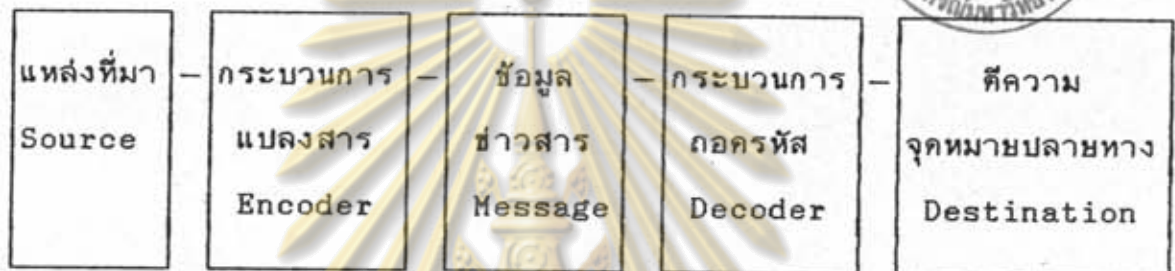 แหล่งที่มา - กระบวนการ - ข้อมูล - กระบวนการ - ตีความ
Source แปลงสาร ข่าวสาร ถอดรหัส จุดหมายปลายทาง
Encoder Message Decoder Destination